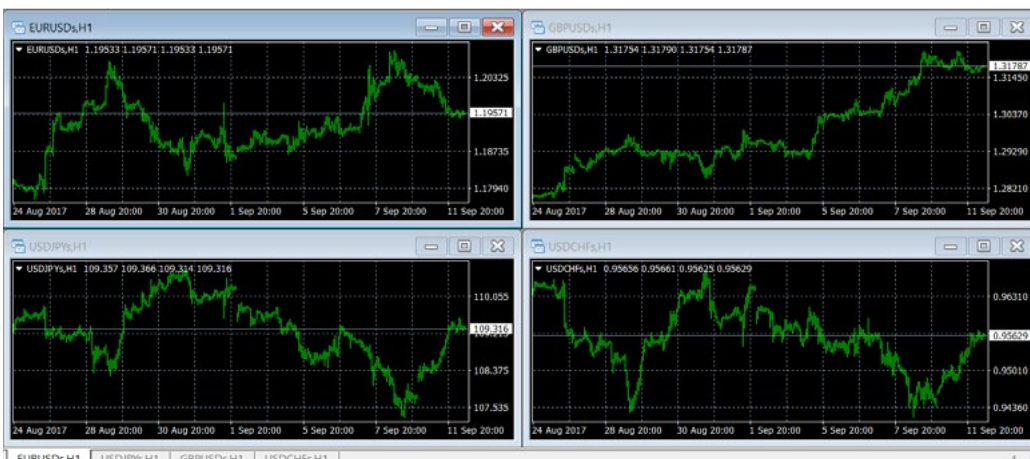 EURUSDs,H1
EURUSDs,H1 1.19533 1.19571 1.19533 1.19571
1.20325
1.19571
1.18735
1.17940
24 Aug 2017 28 Aug 20:00 30 Aug 20:00 1 Sep 20:00 5 Sep 20:00 7 Sep 20:00 11 Sep 20:00
GBPUSDs,H1
GBPUSDs,H1 1.31754 1.31790 1.31754 1.31787
1.31787
1.31450
1.30370
1.29290
1.28210
24 Aug 2017 28 Aug 20:00 30 Aug 20:00 1 Sep 20:00 5 Sep 20:00 7 Sep 20:00 11 Sep 20:00
USDJPYs,H1
USDJPYs,H1 109.357 109.366 109.314 109.316
110.055
109.316
108.375
107.535
24 Aug 2017 28 Aug 20:00 30 Aug 20:00 1 Sep 20:00 5 Sep 20:00 7 Sep 20:00 11 Sep 20:00
USDCHFs,H1
USDCHFs,H1 0.95656 0.95661 0.95625 0.95629
0.96310
0.95629
0.95010
0.94360
24 Aug 2017 28 Aug 20:00 30 Aug 20:00 1 Sep 20:00 5 Sep 20:00 7 Sep 20:00 11 Sep 20:00
EURUSDs,H1 USDJPYs,H1 GBPUSDs,H1 USDCHFs,H1